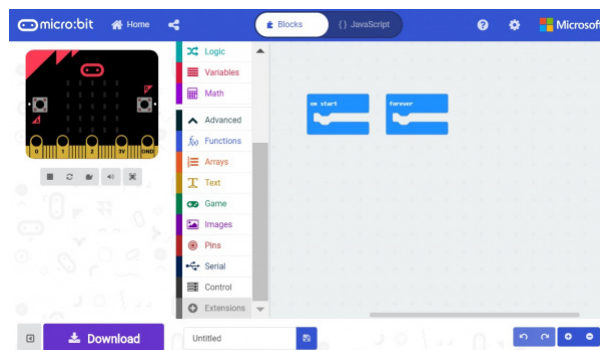 micro:bit Home Blocks {} JavaScript Microsoft
Logic
Variables
Math
Advanced
Functions
Arrays
Text
Game
Images
Pins
Serial
Control
Extensions
on start forever
0 1 2 3V GND
Download Untitled